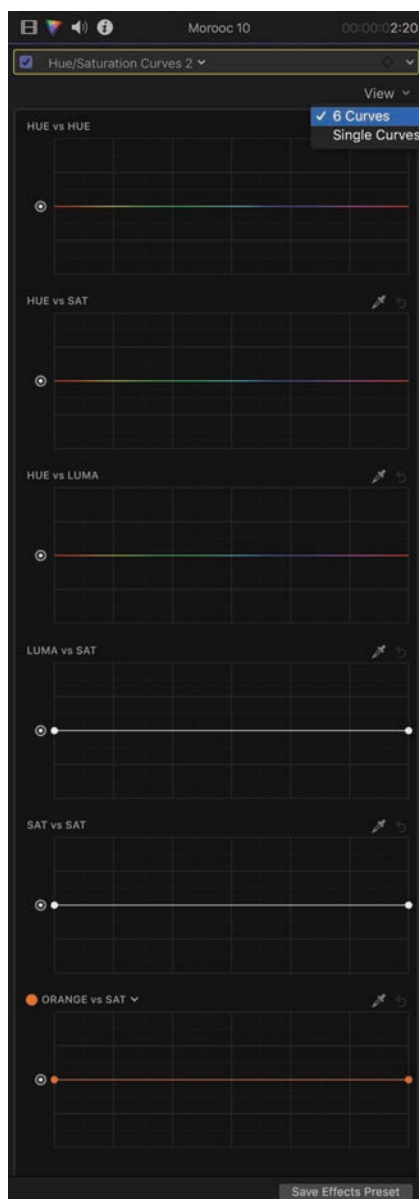 Morooc 10 00:00:02:20
Hue/Saturation Curves 2
View
6 Curves
Single Curves
HUE vs HUE
HUE vs SAT
HUE vs LUMA
LUMA vs SAT
SAT vs SAT
ORANGE vs SAT
Save Effects Preset